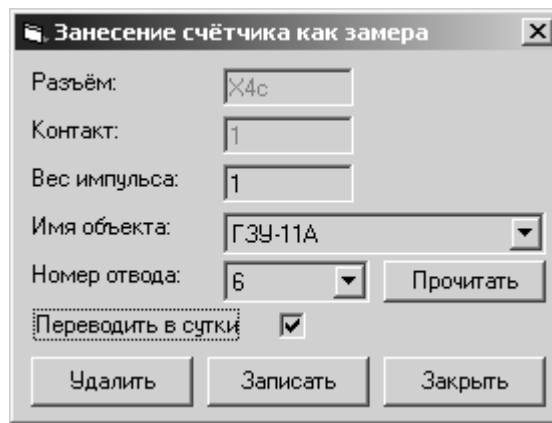 Занесение счётчика как замера
Разъём: X4c
Контакт: 1
Вес импульса: 1
Имя объекта: ГЗУ-11А
Номер отвода: 6 Прочитать
Переводить в сутки
Удалить Записать Закрыть